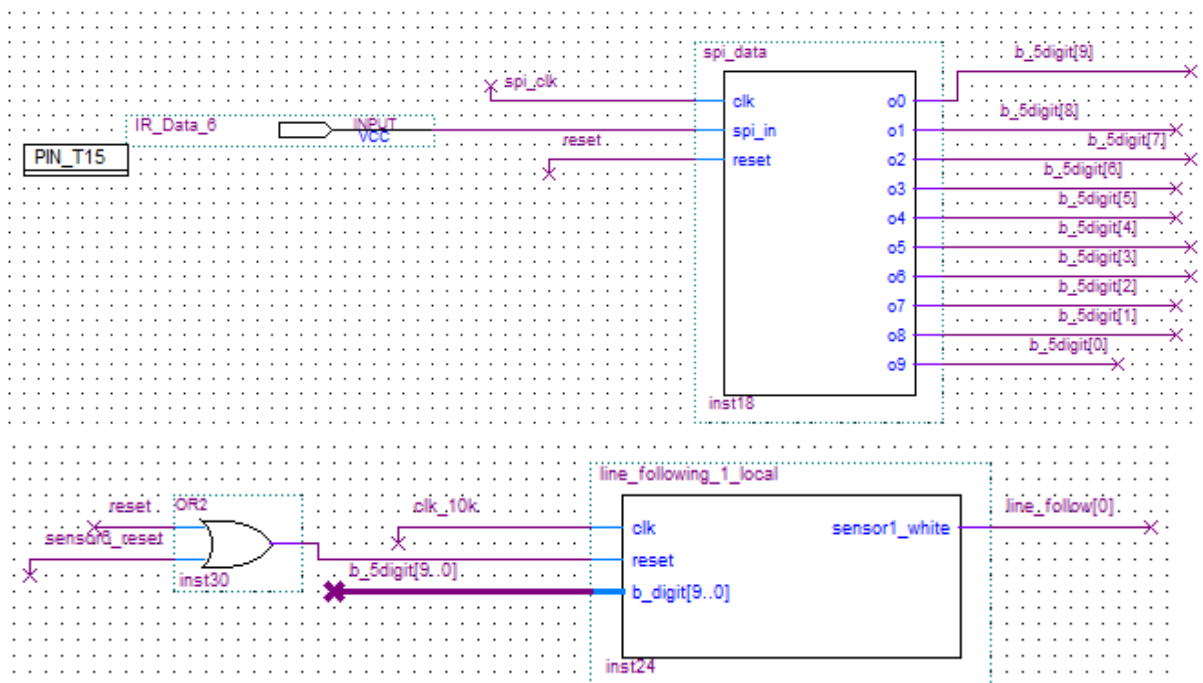 spi_data
b_5digit[9]
spi_clk
clk
o0
IR_Data_6
INPUT
VCC
b_5digit[8]
spi_in
o1
PIN_T15
reset
b_5digit[7]
reset
o2
b_5digit[6]
o3
b_5digit[5]
o4
b_5digit[4]
o5
b_5digit[3]
o6
b_5digit[2]
o7
b_5digit[1]
o8
b_5digit[0]
o9
inst18
line_following_1_local
reset
OR2
clk_10k
line_follow[0]
clk
sensor1_white
sensor6_reset
reset
inst30
b_5digit[9..0]
b_digit[9..0]
inst24